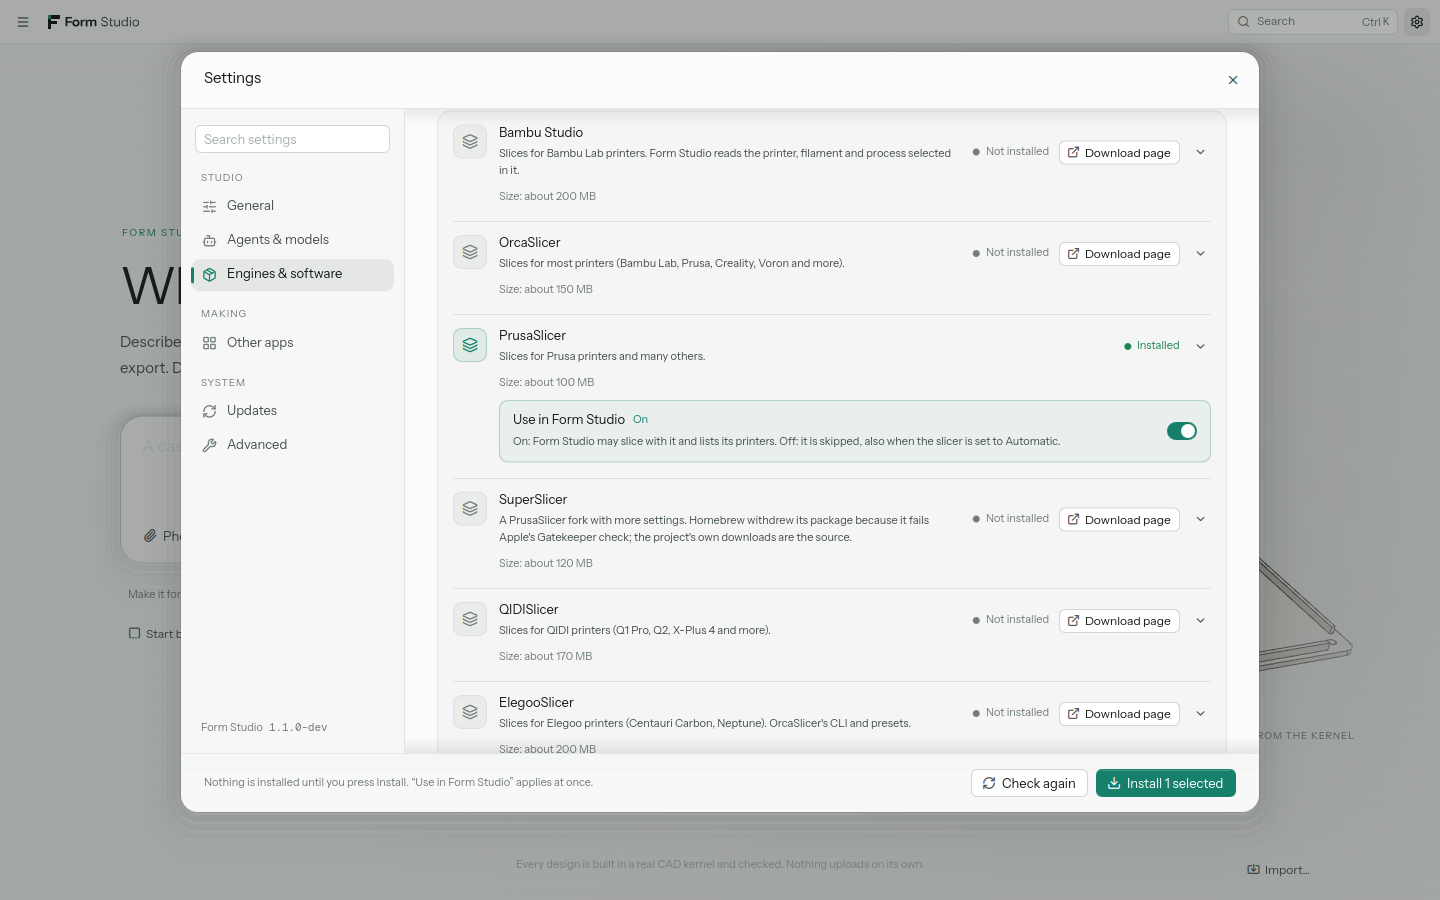 Form Studio
Search
Ctrl K
Settings
Search settings
STUDIO
General
Agents & models
Engines & software
MAKING
Other apps
SYSTEM
Updates
Advanced
Form Studio 1.1.0-dev
Bambu Studio
Slices for Bambu Lab printers. Form Studio reads the printer, filament and process selected
in it.
Size: about 200 MB
Not installed
Download page
OrcaSlicer
Slices for most printers (Bambu Lab, Prusa, Creality, Voron and more).
Size: about 150 MB
Not installed
Download page
PrusaSlicer
Slices for Prusa printers and many others.
Size: about 100 MB
Installed
Use in Form Studio On
On: Form Studio may slice with it and lists its printers. Off: it is skipped, also when the slicer is set to Automatic.
SuperSlicer
A PrusaSlicer fork with more settings. Homebrew withdrew its package because it fails
Apple's Gatekeeper check; the project's own downloads are the source.
Size: about 120 MB
Not installed
Download page
QIDISlicer
Slices for QIDI printers (Q1 Pro, Q2, X-Plus 4 and more).
Size: about 170 MB
Not installed
Download page
ElegooSlicer
Slices for Elegoo printers (Centauri Carbon, Neptune). OrcaSlicer's CLI and presets.
Size: about 200 MB
Not installed
Download page
Nothing is installed until you press Install. “Use in Form Studio” applies at once.
Check again
Install 1 selected
FORM STU
Describe
export. D
A cas
Make it for
Start b
ROM THE KERNEL
Every design is built in a real CAD kernel and checked. Nothing uploads on its own.
Import...